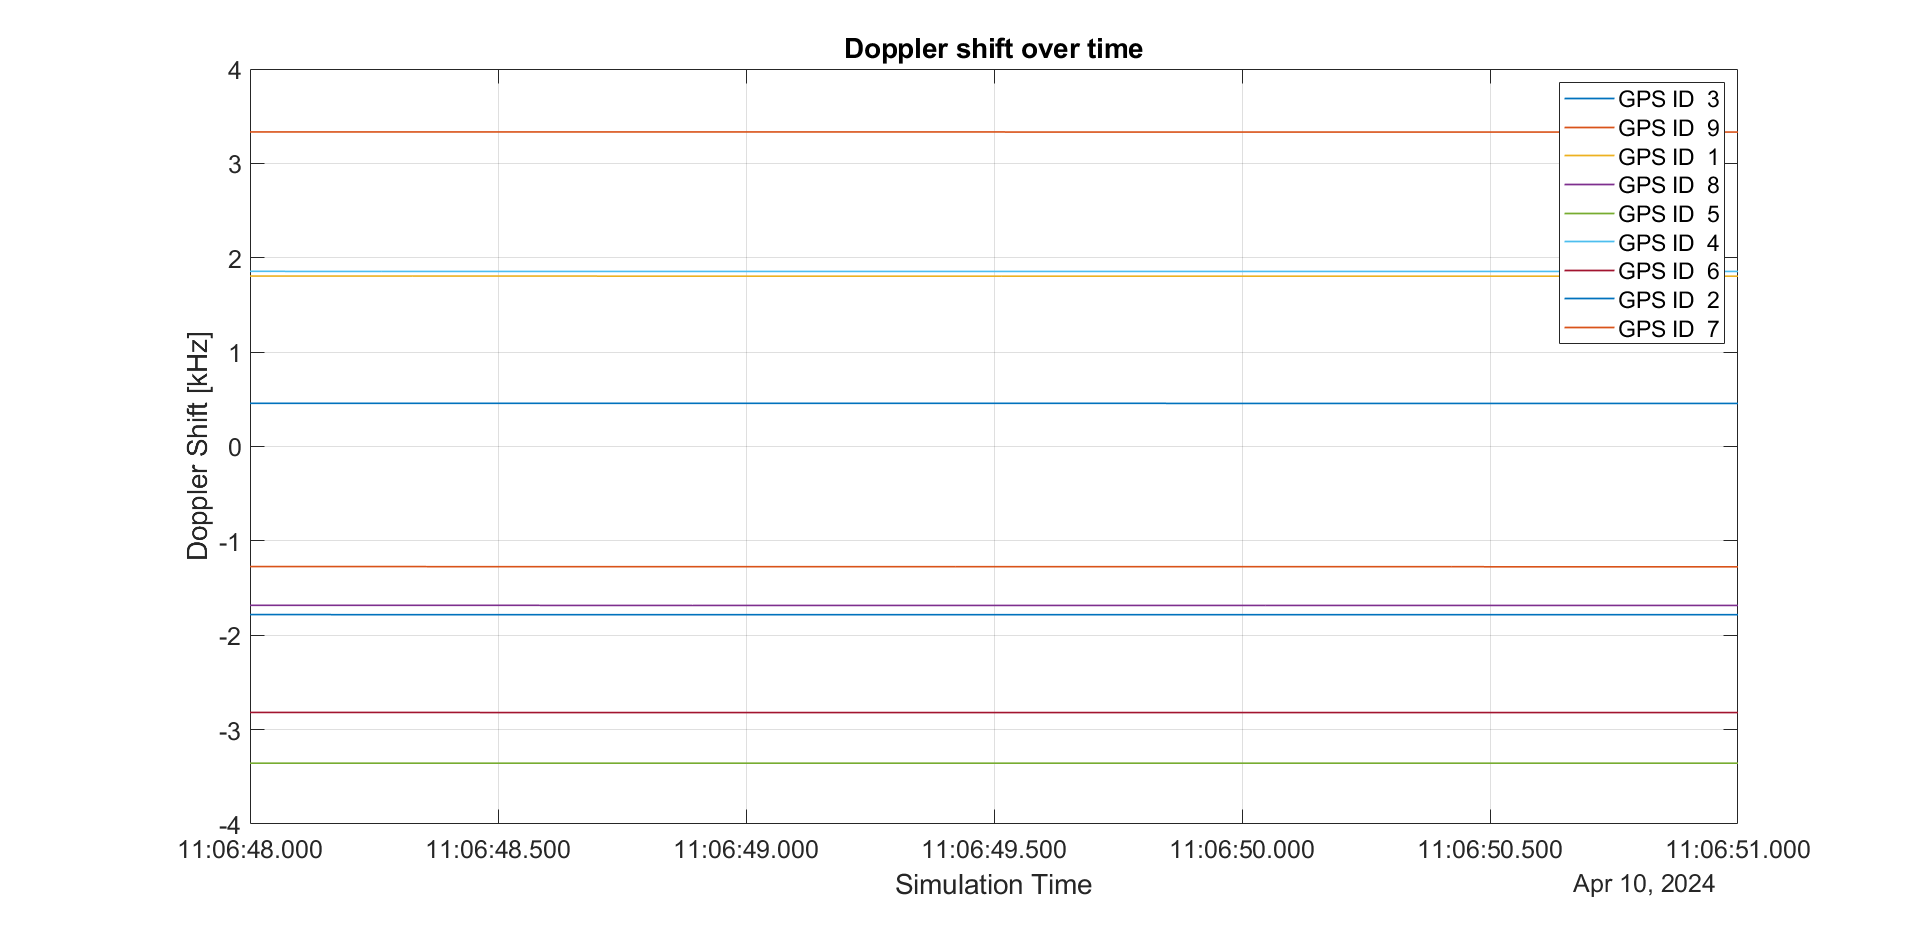 Doppler shift over time
4
3
2
1
0
-1
-2
-3
-4
Doppler Shift [kHz]
GPS ID 3
GPS ID 9
GPS ID 1
GPS ID 8
GPS ID 5
GPS ID 4
GPS ID 6
GPS ID 2
GPS ID 7
11:06:48.000 11:06:48.500 11:06:49.000 11:06:49.500 11:06:50.000 11:06:50.500 11:06:51.000
Simulation Time
Apr 10, 2024